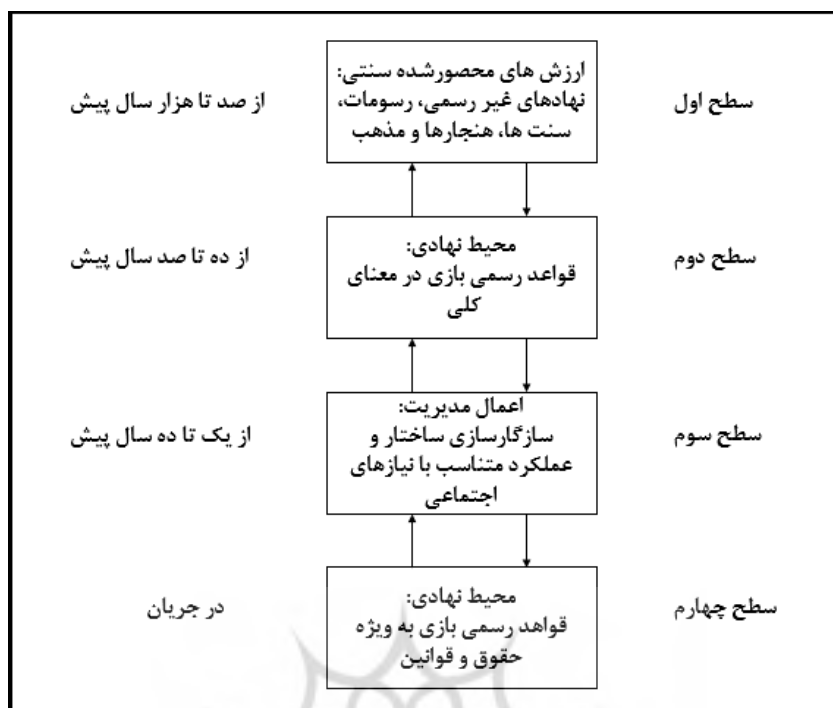 ارزش های محصورشده سنتی:
نهادهای غیر رسمی، رسومات،
سنت ها، هنجارها و مذهب
سطح اول
از صد تا هزار سال پیش
محیط نهادی:
قواعد رسمی بازی در معنای
کلی
سطح دوم
از ده تا صد سال پیش
اعمال مدیریت:
سازگارسازی ساختار و
عملکرد متناسب با نیازهای
اجتماعی
سطح سوم
از یک تا ده سال پیش
محیط نهادی:
قواهد رسمی بازی به ویژه
حقوق و قوانین
سطح چهارم
در جریان